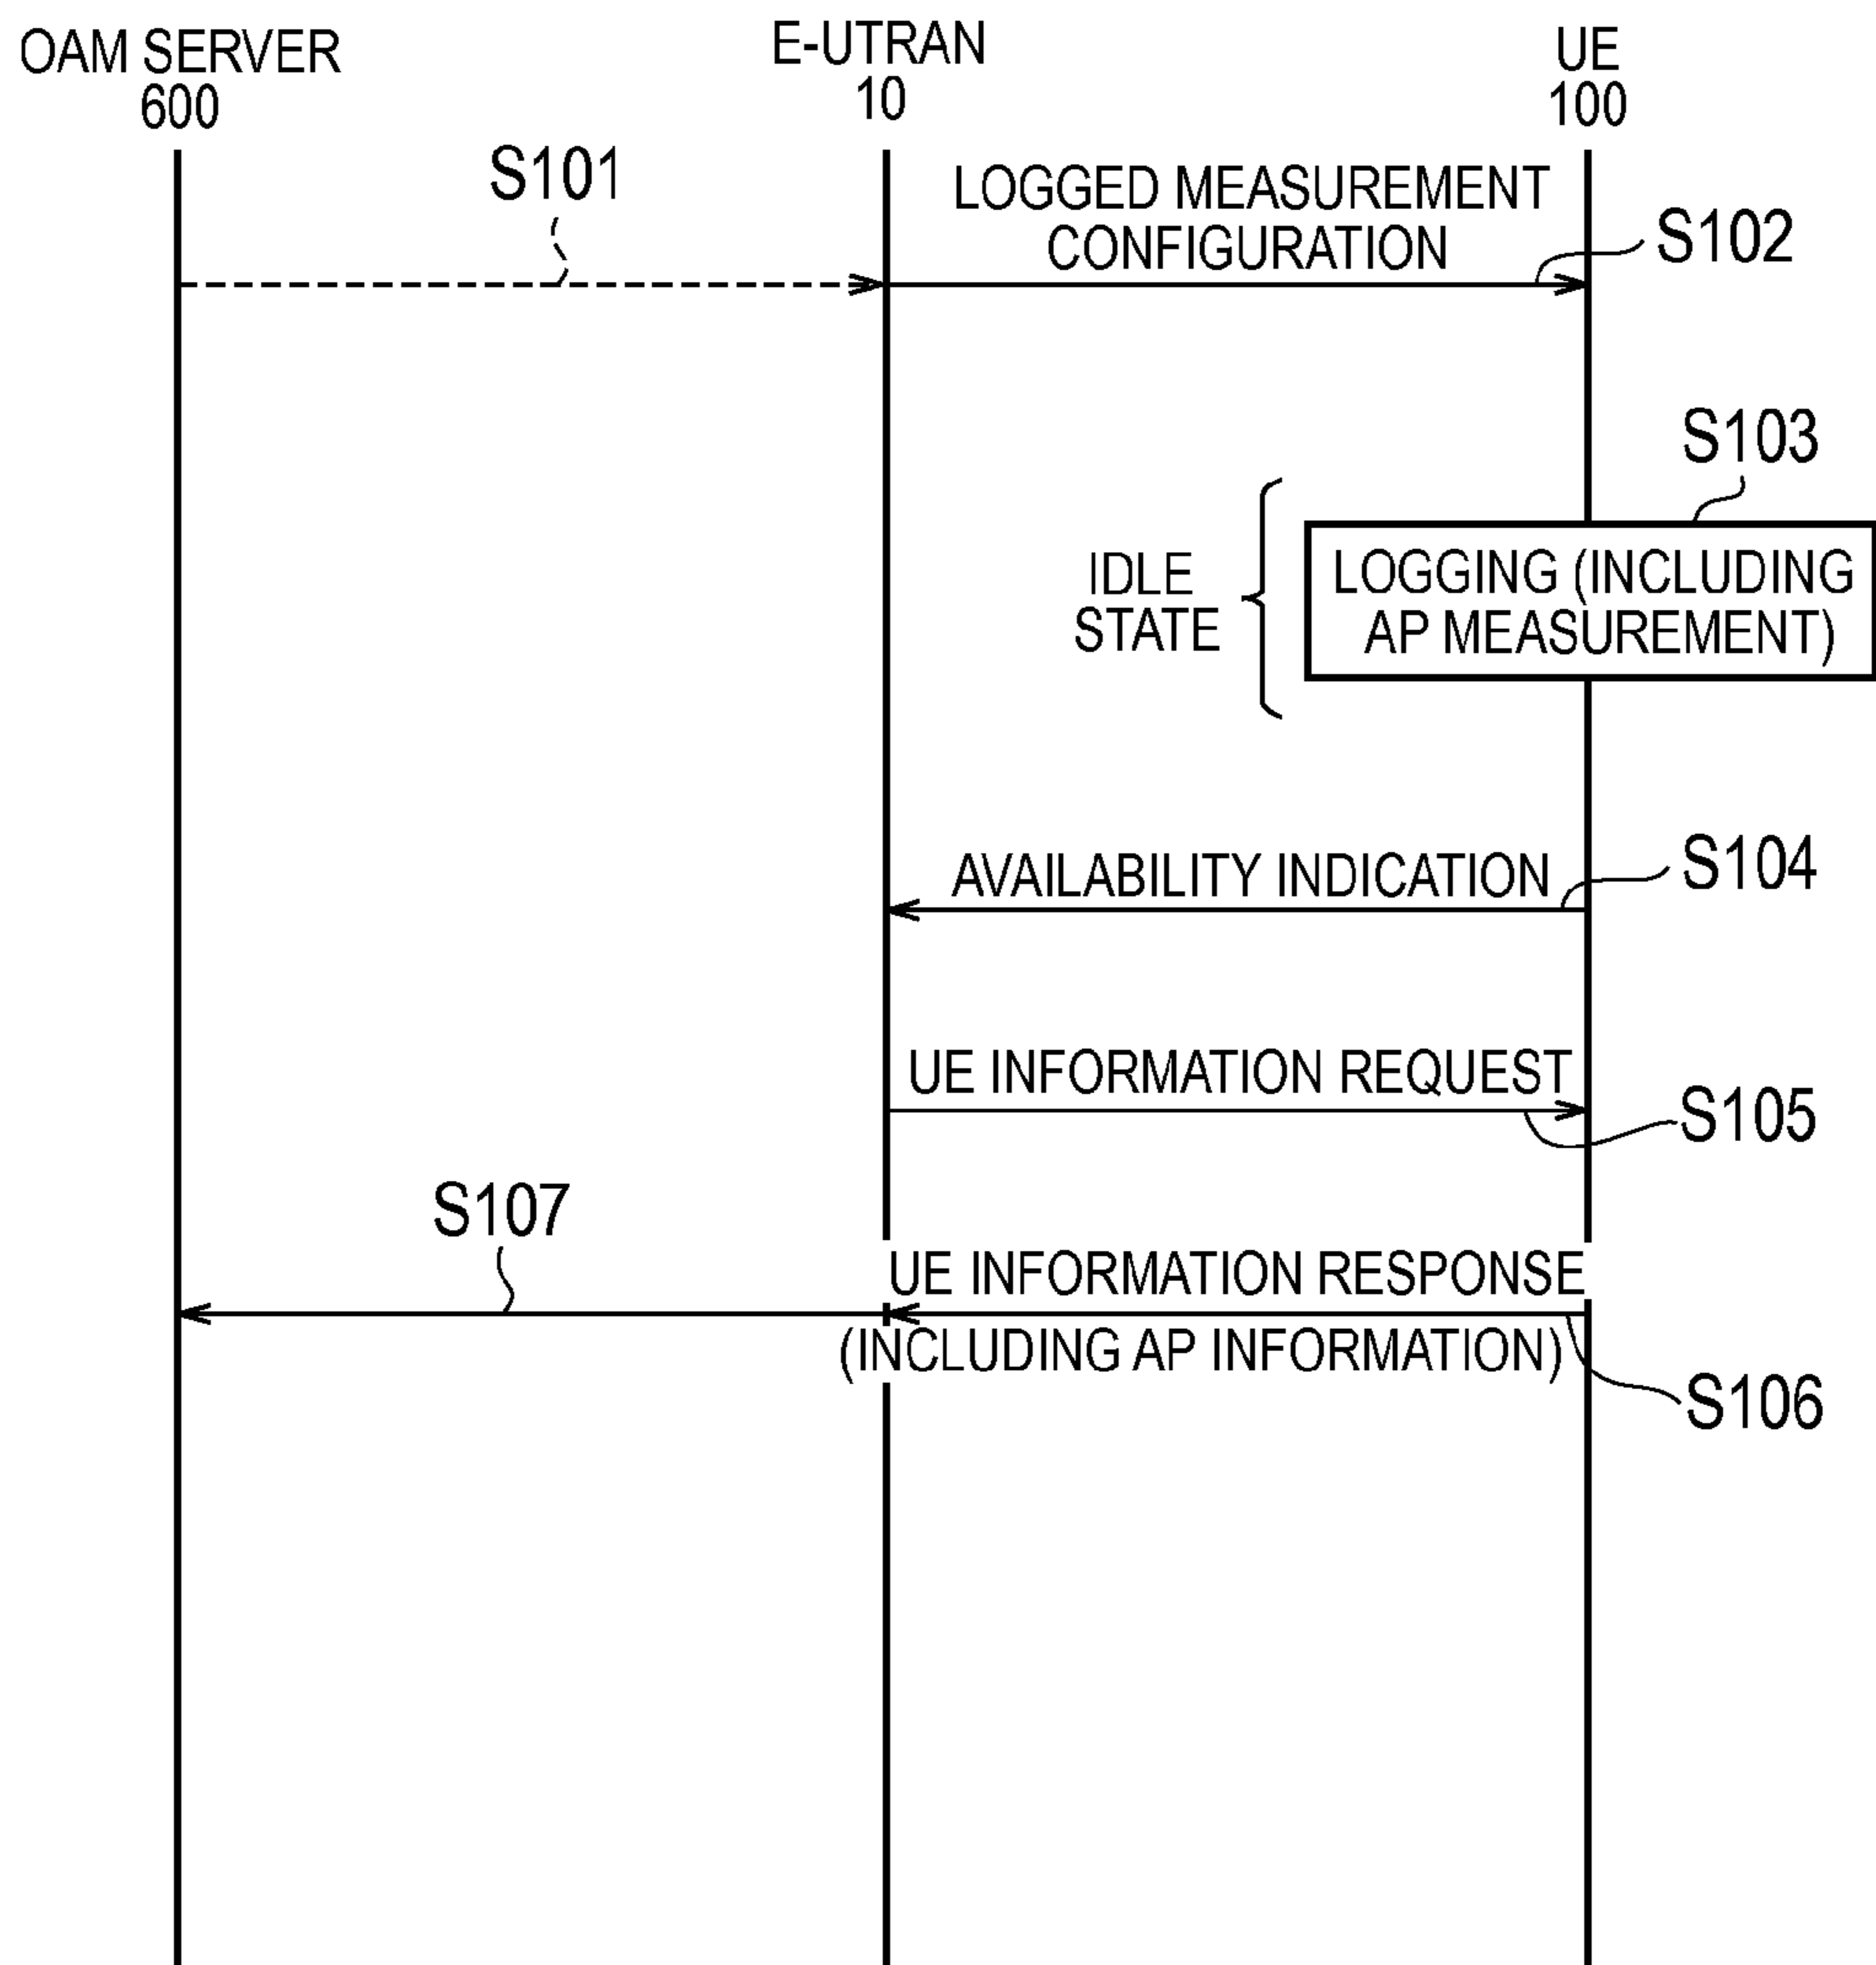 OAM SERVER
600
E-UTRAN
10
UE
100
S101
LOGGED MEASUREMENT
CONFIGURATION
S102
S103
IDLE
STATE
LOGGING (INCLUDING
AP MEASUREMENT)
AVAILABILITY INDICATION
S104
UE INFORMATION REQUEST
S105
S107
UE INFORMATION RESPONSE
(INCLUDING AP INFORMATION)
S106